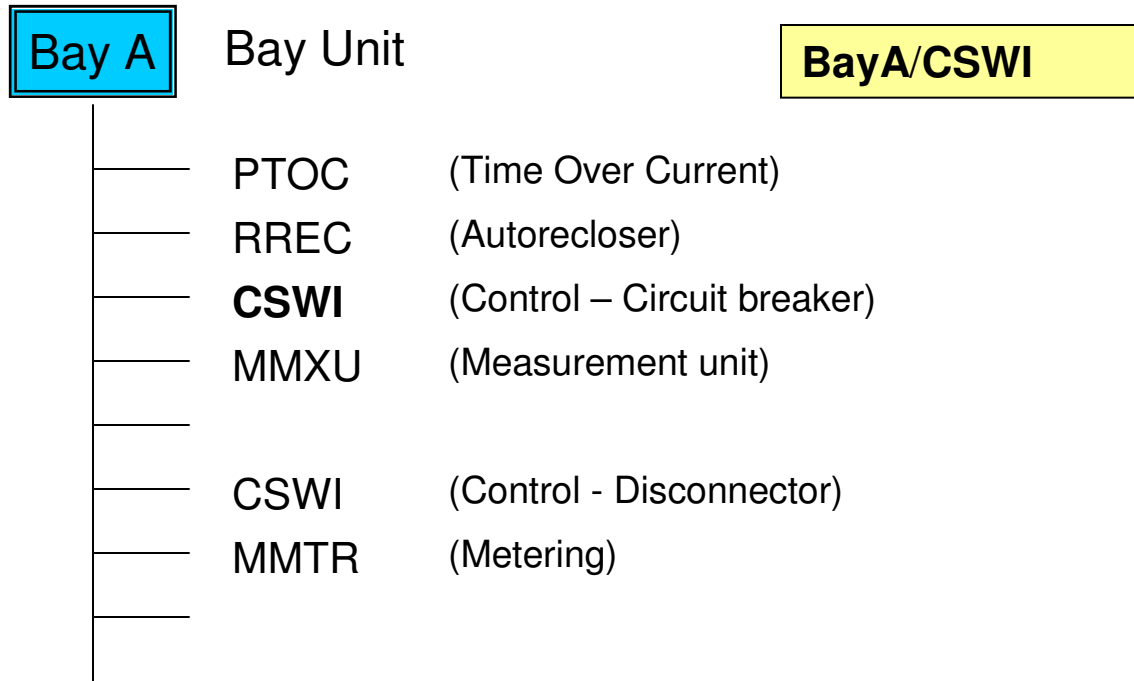 Bay A Bay Unit BayA/CSWI
PTOC (Time Over Current)
RREC (Autorecloser)
CSWI (Control – Circuit breaker)
MMXU (Measurement unit)
CSWI (Control - Disconnector)
MMTR (Metering)